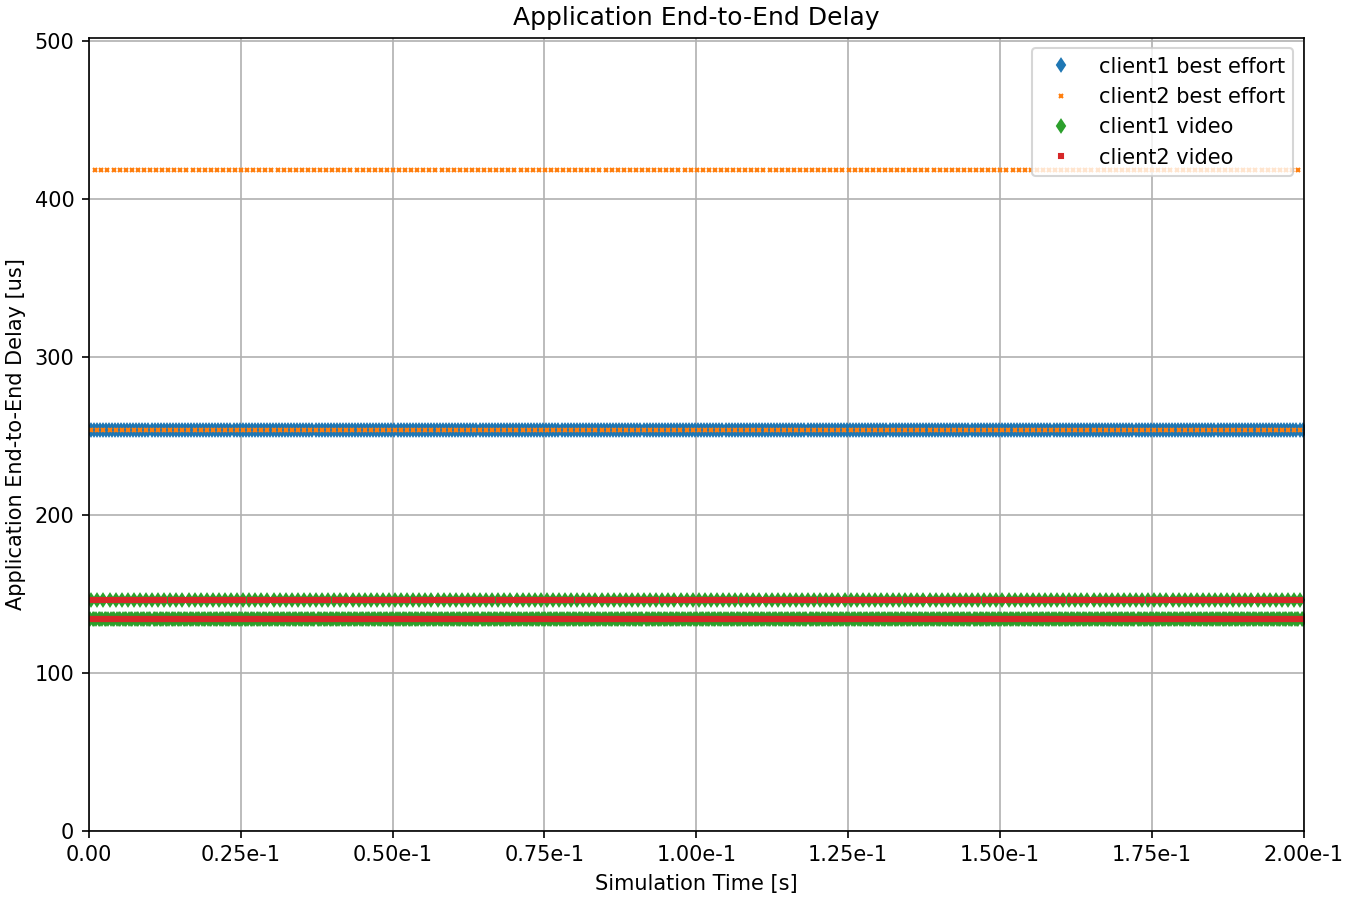 Application End-to-End Delay
500
400
300
200
100
0
Application End-to-End Delay [us]
client1 best effort
client2 best effort
client1 video
client2 video
0.00 0.25e-1 0.50e-1 0.75e-1 1.00e-1 1.25e-1 1.50e-1 1.75e-1 2.00e-1
Simulation Time [s]